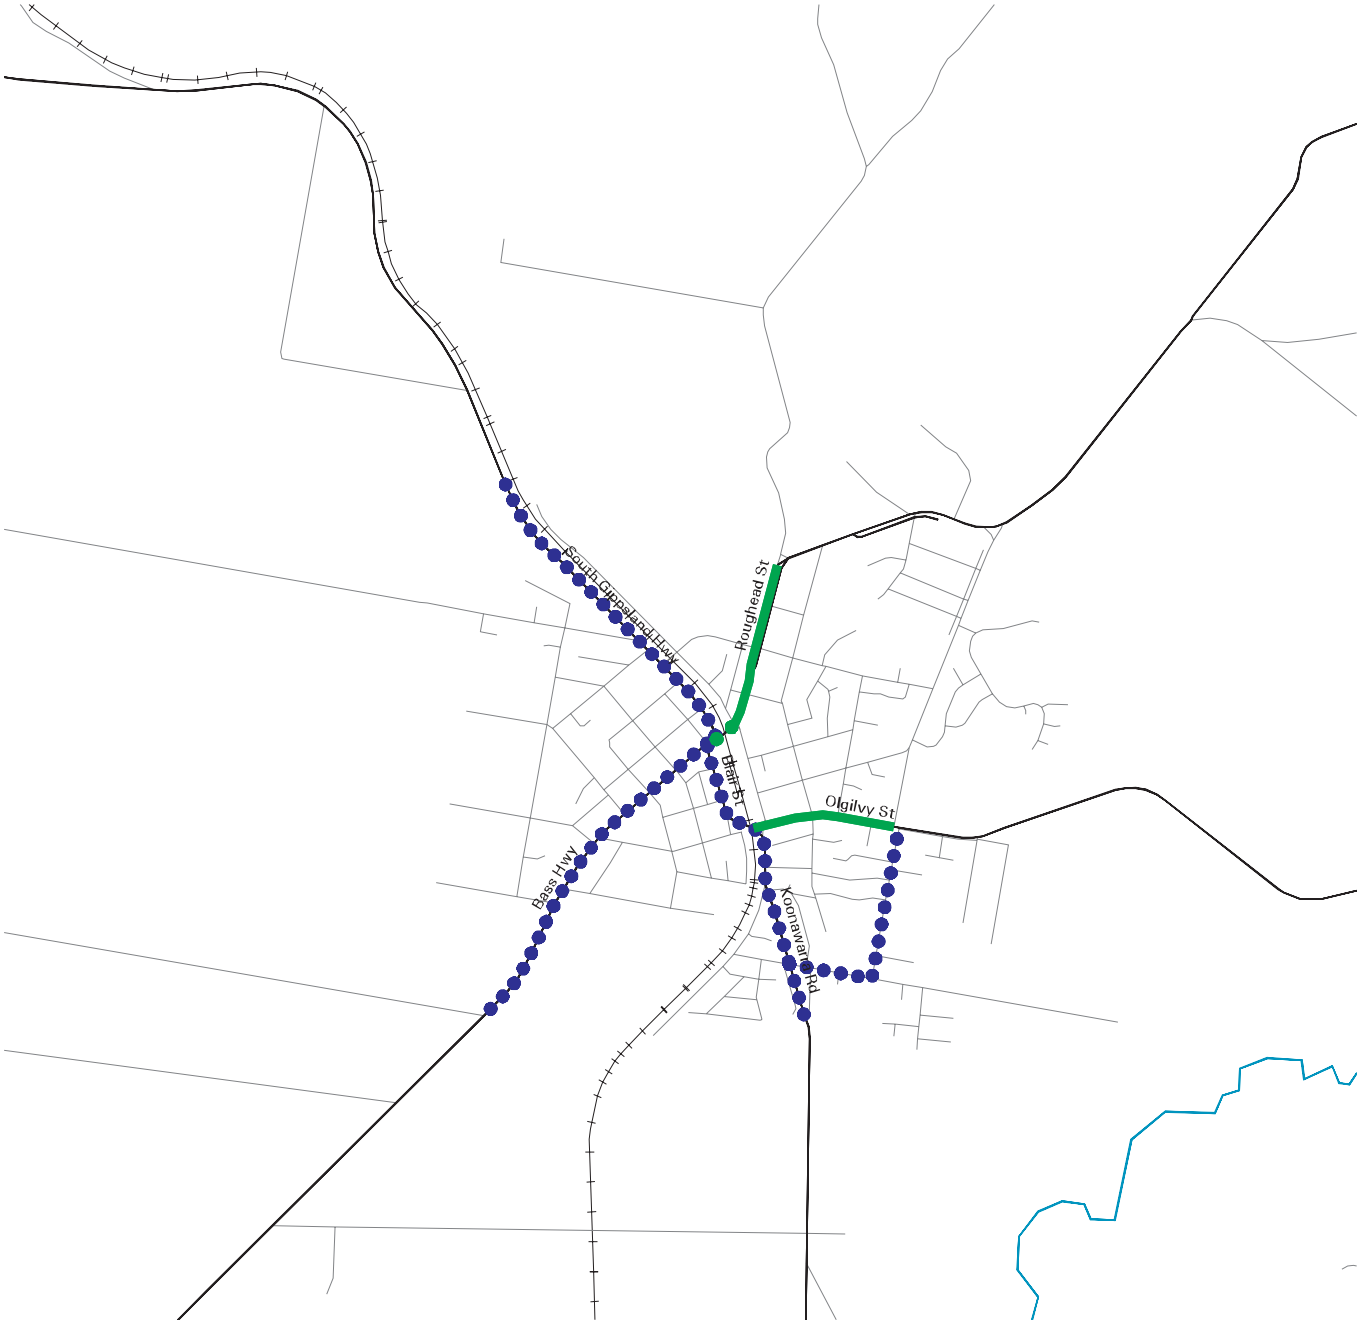 South Gippsland Hwy
Roughead St
Blair St
Olgilvy St
Bass Hwy
Koonawarra Rd